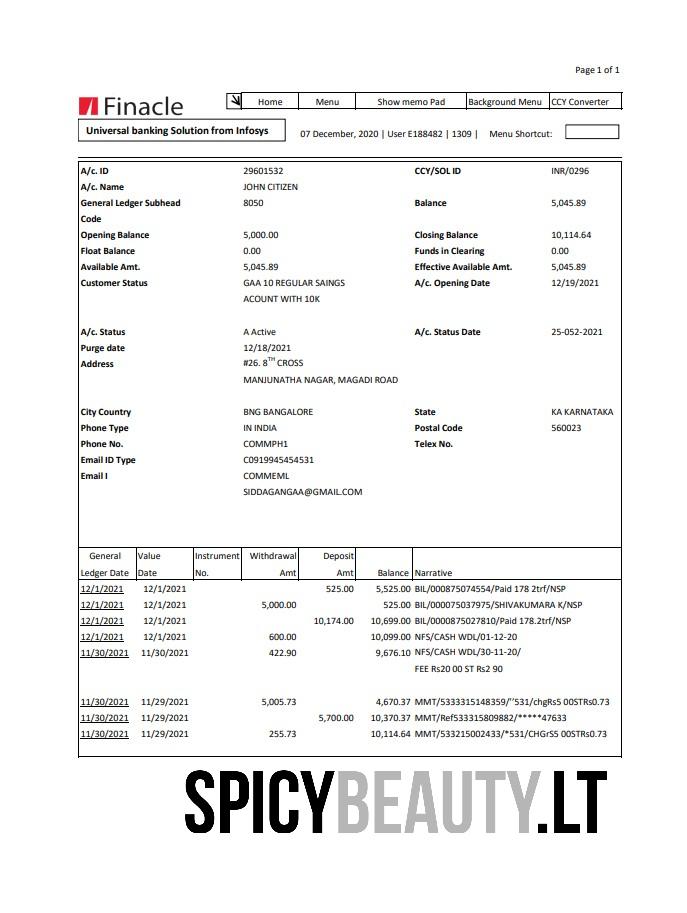 Page 1 of 1
Finacle
Home Menu Show memo Pad Background Menu CCY Converter
Universal banking Solution from Infosys
07 December, 2020 | User E188482 | 1309 | Menu Shortcut:
A/c. ID 29601532 CCY/SOL ID INR/0296
A/c. Name JOHN CITIZEN
General Ledger Subhead 8050 Balance 5,045.89
Code
Opening Balance 5,000.00 Closing Balance 10,114.64
Float Balance 0.00 Funds in Clearing 0.00
Available Amt. 5,045.89 Effective Available Amt. 5,045.89
Customer Status GAA 10 REGULAR SAINGS A/c. Opening Date 12/19/2021
ACOUNT WITH 10K
A/c. Status A Active A/c. Status Date 25-052-2021
Purge date 12/18/2021
Address #26. 8TH CROSS
MANJUNATHA NAGAR, MAGADI ROAD
City Country BNG BANGALORE State KA KARNATAKA
Phone Type IN INDIA Postal Code 560023
Phone No. COMMPH1 Telex No.
Email ID Type C0919945454531
Email I COMMEML
SIDDAGANGAA@GMAIL.COM
General Value Instrument Withdrawal Deposit
Ledger Date Date No. Amt Amt Balance Narrative
12/1/2021 12/1/2021 525.00 5,525.00 BIL/000875074554/Paid 178 2trf/NSP
12/1/2021 12/1/2021 5,000.00 525.00 BIL/000075037975/SHIVAKUMARA K/NSP
12/1/2021 12/1/2021 10,174.00 10,699.00 BIL/0000875027810/Paid 178.2trf/NSP
12/1/2021 12/1/2021 600.00 10,099.00 NFS/CASH WDL/01-12-20
11/30/2021 11/30/2021 422.90 9,676.10 NFS/CASH WDL/30-11-20/
FEE Rs20 00 ST Rs2 90
11/30/2021 11/29/2021 5,005.73 4,670.37 MMT/5333315148359/''531/chgRs5 00STRs0.73
11/30/2021 11/29/2021 5,700.00 10,370.37 MMT/Ref533315809882/*****47633
11/30/2021 11/29/2021 255.73 10,114.64 MMT/533215002433/*531/CHGrS5 00STRs0.73
SPICYBEAUTY.LT